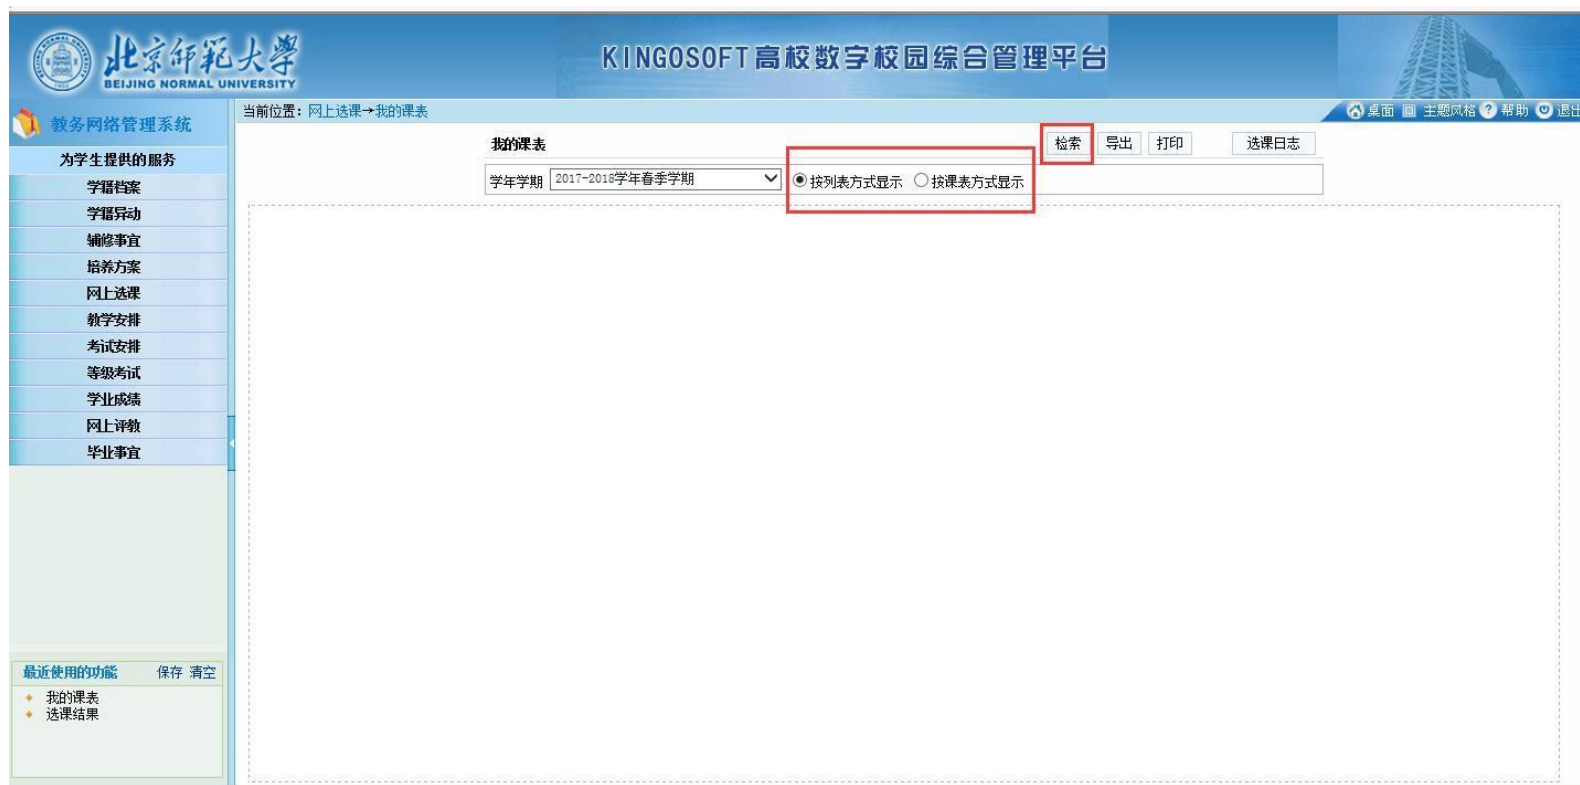 北京师范大学
BEIJING NORMAL UNIVERSITY
KINGOSOFT高校数字校园综合管理平台
教务网络管理系统
当前位置：网上选课→我的课表
桌面 主题风格 帮助 退出
为学生提供的服务
学籍档案
学籍异动
辅修事宜
培养方案
网上选课
教学安排
考试安排
等级考试
学业成绩
网上评教
毕业事宜
我的课表
检索 导出 打印 选课日志
学年学期 2017-2018学年春季学期 按列表方式显示 按课表方式显示
最近使用的功能 保存 清空
我的课表
选课结果